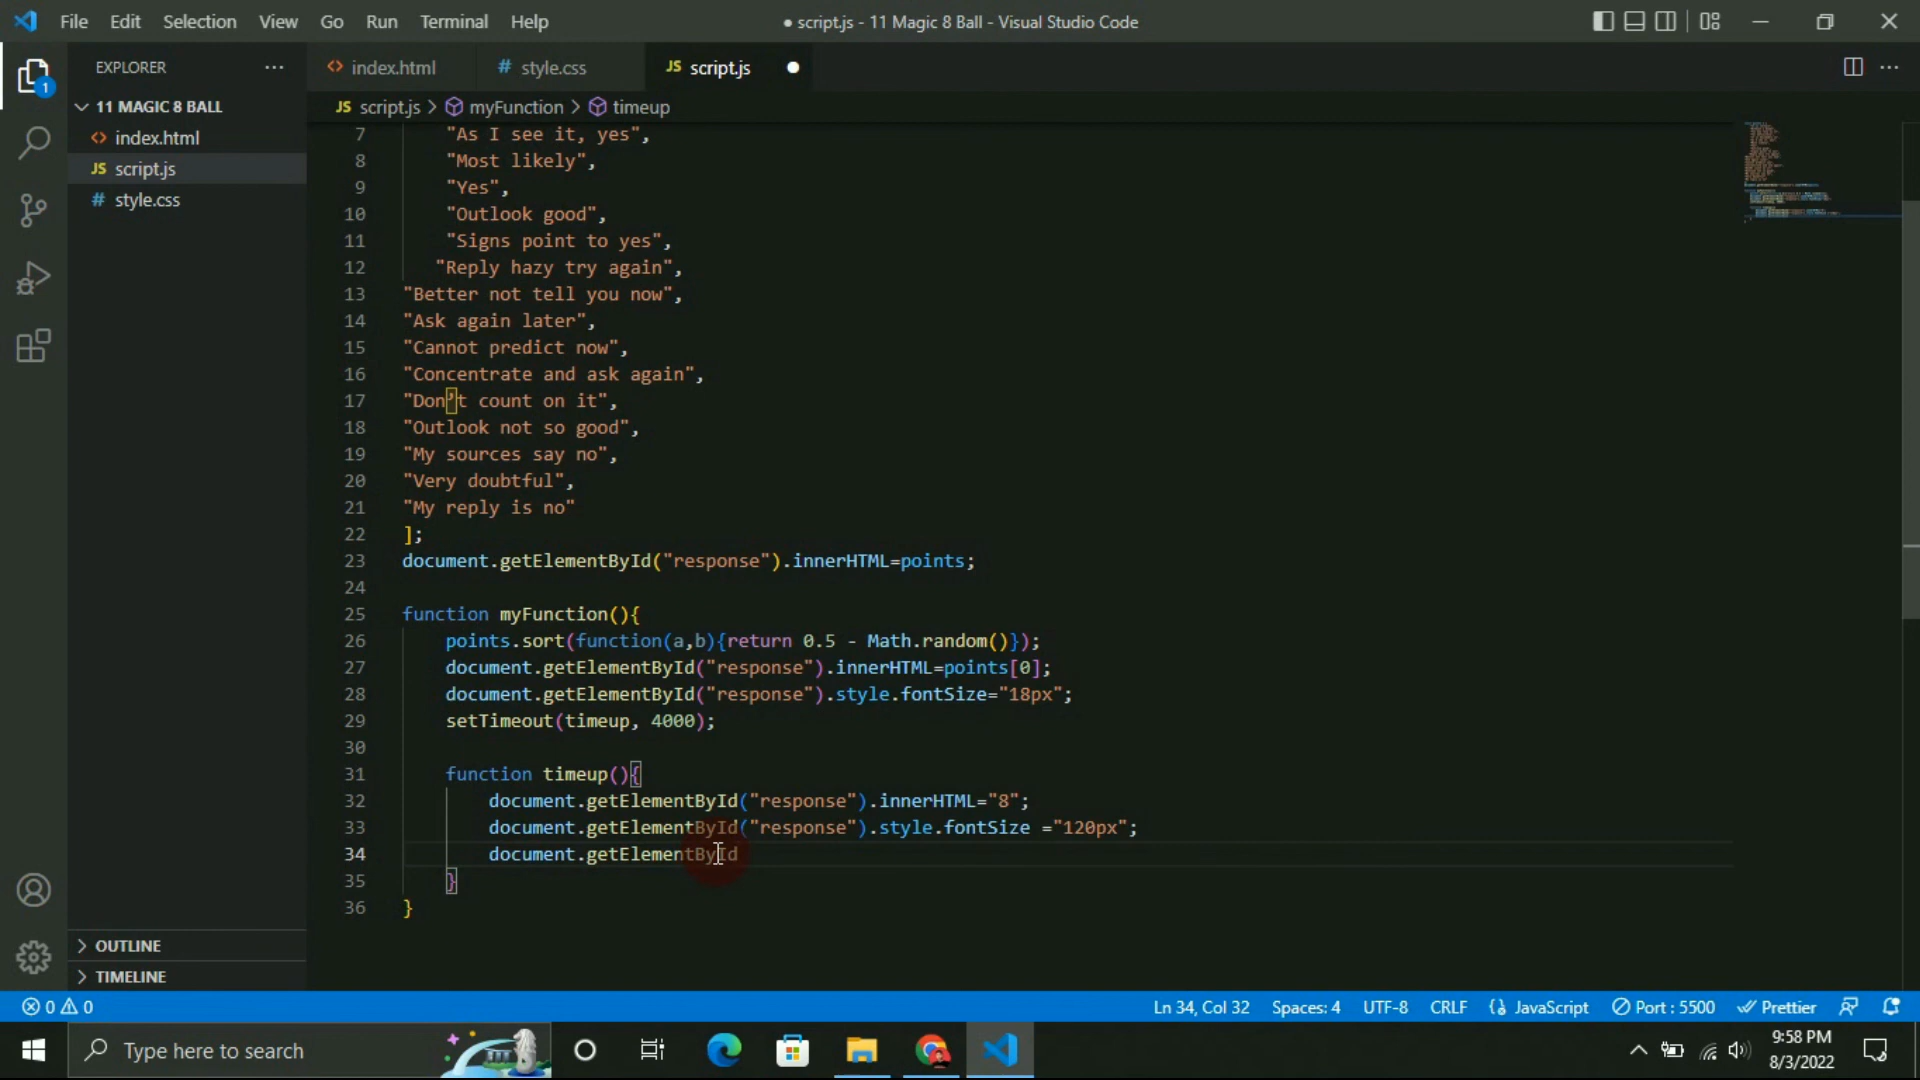 File Edit Selection View Go Run Terminal Help
● script.js - 11 Magic 8 Ball - Visual Studio Code
EXPLORER
index.html
style.css
JS script.js
1
11 MAGIC 8 BALL
JS script.js > myFunction > timeup
index.html
JS script.js
style.css
7 "As I see it, yes",
8 "Most likely",
9 "Yes",
10 "Outlook good",
11 "Signs point to yes",
12 "Reply hazy try again",
13 "Better not tell you now",
14 "Ask again later",
15 "Cannot predict now",
16 "Concentrate and ask again",
17 "Don’t count on it",
18 "Outlook not so good",
19 "My sources say no",
20 "Very doubtful",
21 "My reply is no"
22 ];
23 document.getElementById("response").innerHTML=points;
24
25 function myFunction(){
26 points.sort(function(a,b){return 0.5 - Math.random()});
27 document.getElementById("response").innerHTML=points[0];
28 document.getElementById("response").style.fontSize="18px";
29 setTimeout(timeup, 4000);
30
31 function timeup(){
32 document.getElementById("response").innerHTML="8";
33 document.getElementById("response").style.fontSize ="120px";
34 document.getElementById
35 }
36 }
OUTLINE
TIMELINE
0 0 Ln 34, Col 32 Spaces: 4 UTF-8 CRLF JavaScript Port : 5500 Prettier
Type here to search
9:58 PM
8/3/2022